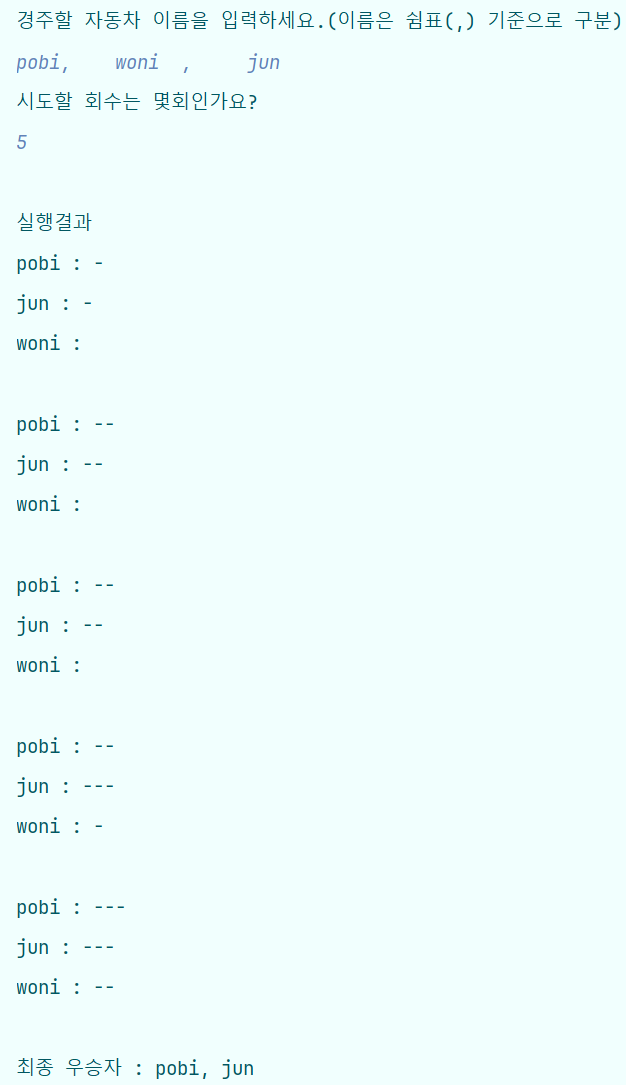 경주할 자동차 이름을 입력하세요.(이름은 쉼표(,) 기준으로 구분)
pobi,    woni  ,     jun
시도할 회수는 몇회인가요?
5
실행결과
pobi : -
jun : -
woni :
pobi : --
jun : --
woni :
pobi : --
jun : --
woni :
pobi : --
jun : ---
woni : -
pobi : ---
jun : ---
woni : --
최종 우승자 : pobi, jun